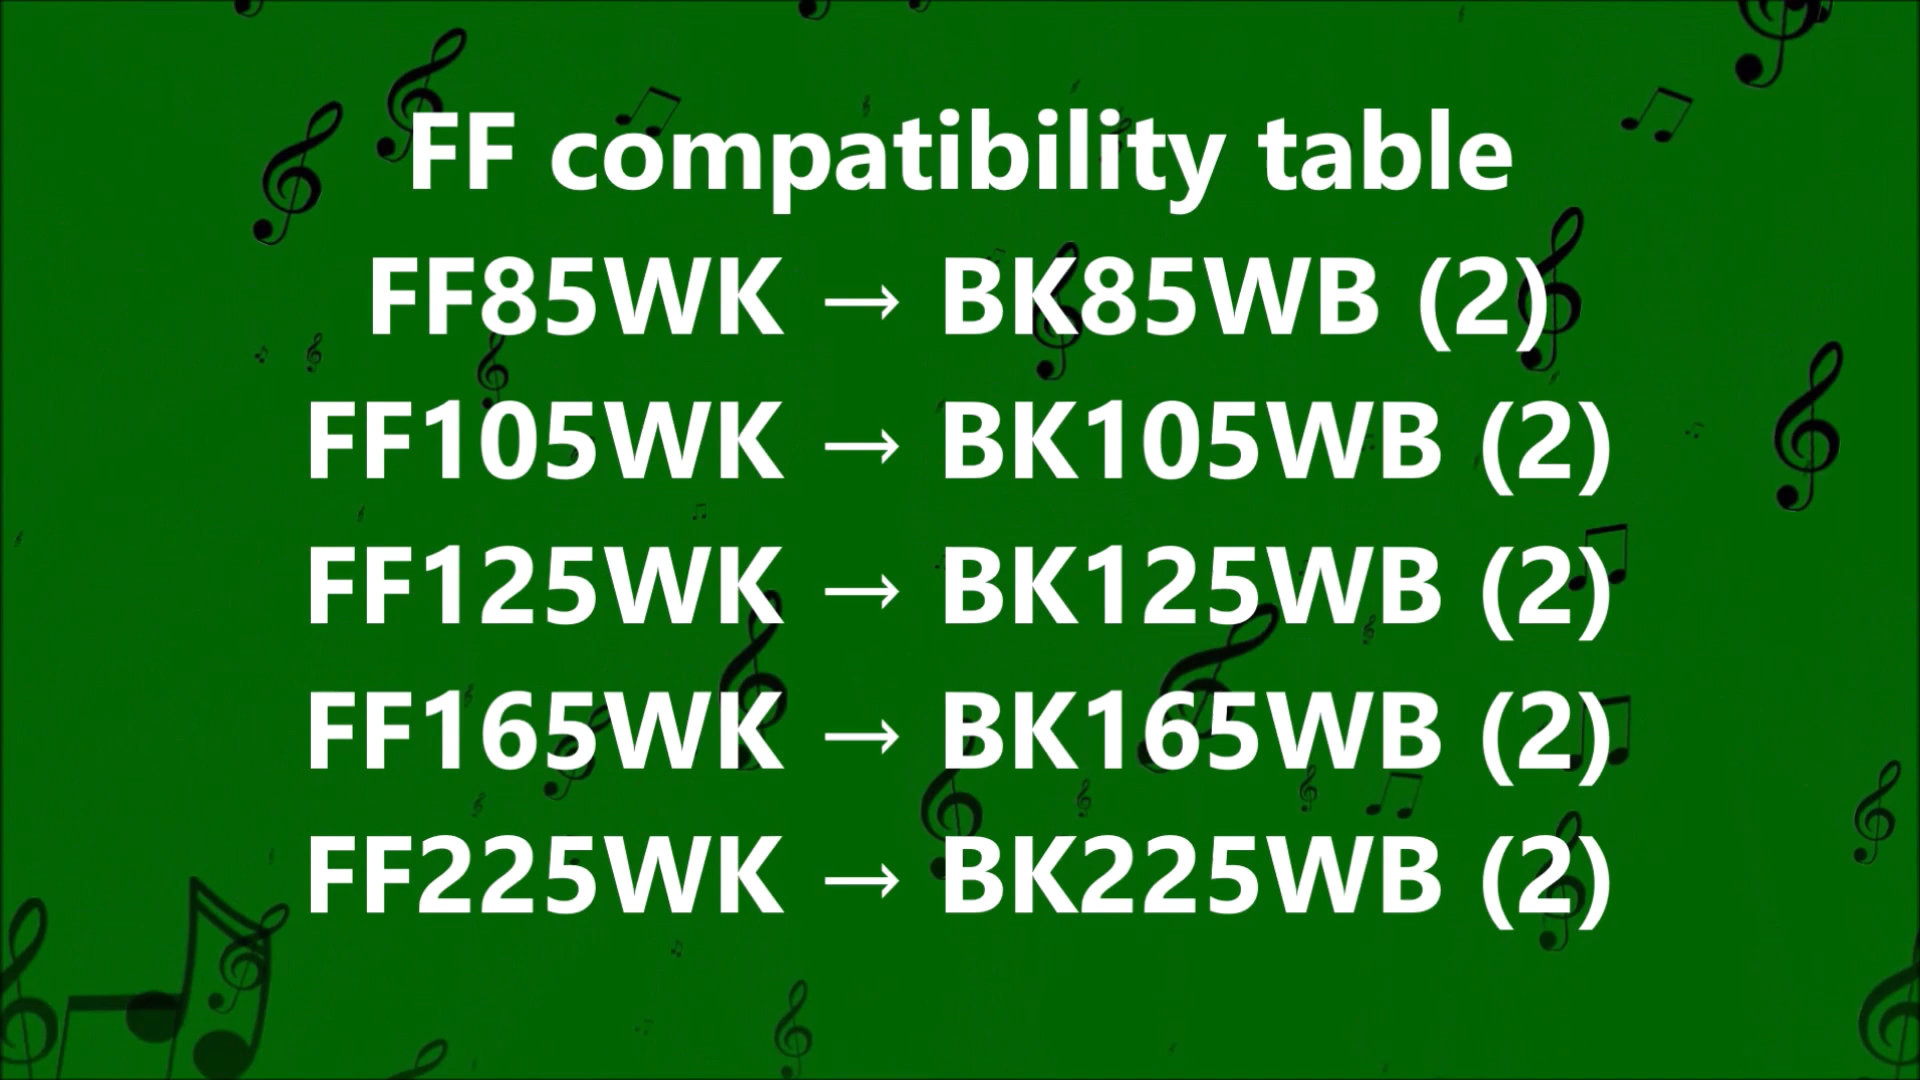 FF compatibility table
FF85WK → BK85WB (2)
FF105WK → BK105WB (2)
FF125WK → BK125WB (2)
FF165WK → BK165WB (2)
FF225WK → BK225WB (2)